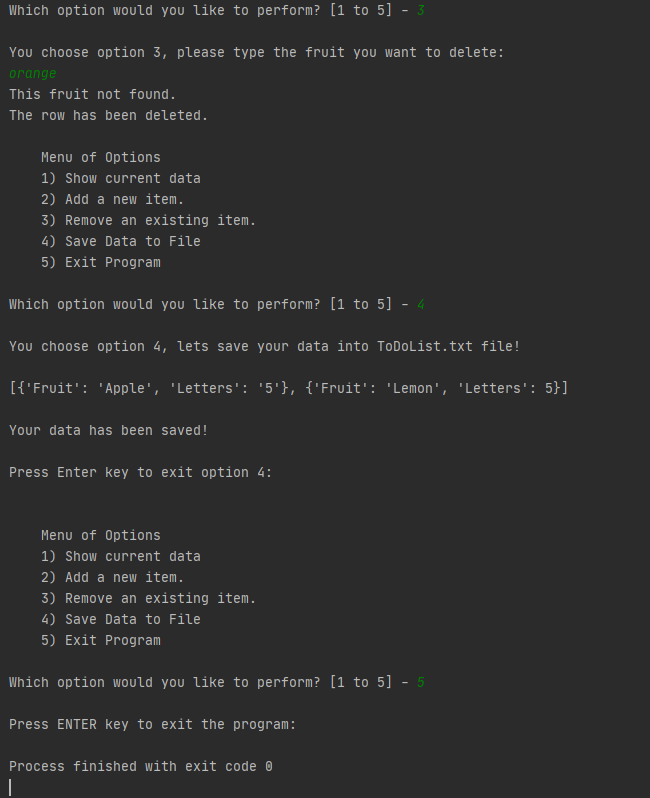 Which option would you like to perform? [1 to 5] - 3
You choose option 3, please type the fruit you want to delete:
orange
This fruit not found.
The row has been deleted.
Menu of Options
1) Show current data
2) Add a new item.
3) Remove an existing item.
4) Save Data to File
5) Exit Program
Which option would you like to perform? [1 to 5] - 4
You choose option 4, lets save your data into ToDoList.txt file!
[{'Fruit': 'Apple', 'Letters': '5'}, {'Fruit': 'Lemon', 'Letters': 5}]
Your data has been saved!
Press Enter key to exit option 4:
Menu of Options
1) Show current data
2) Add a new item.
3) Remove an existing item.
4) Save Data to File
5) Exit Program
Which option would you like to perform? [1 to 5] - 5
Press ENTER key to exit the program:
Process finished with exit code 0